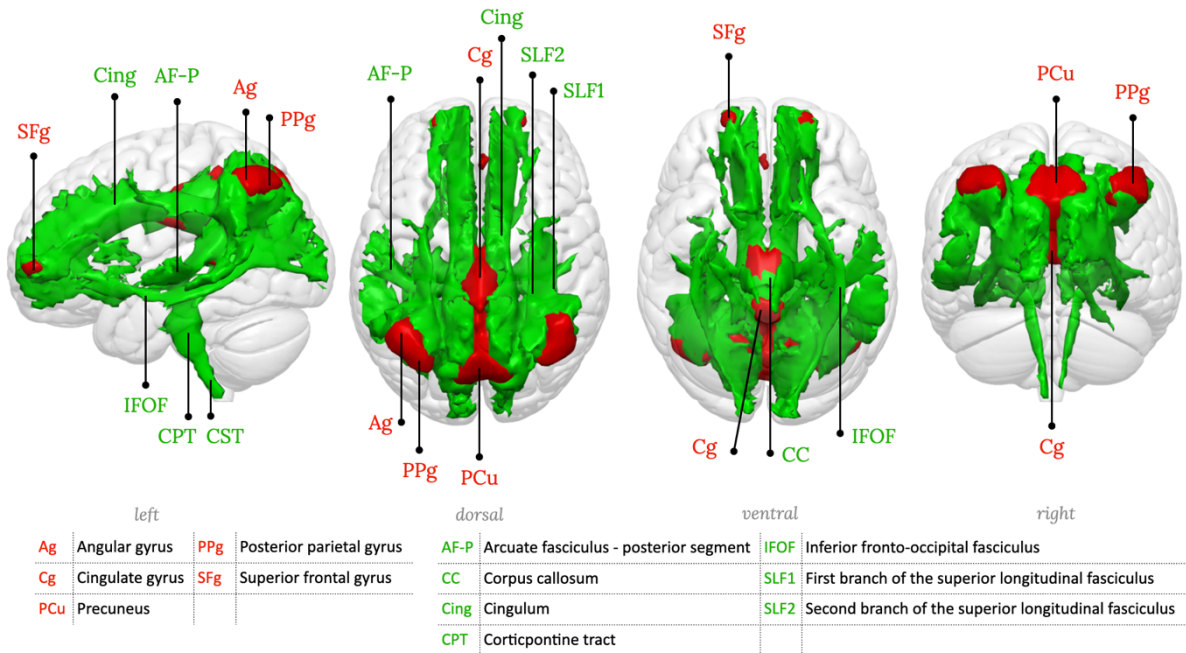 Cing
SFg
Cing
AF-P
Cg
SLF2
PCu
AF-P
Ag
SLF1
PPg
PPg
SFg
IFOF
CPT
CST
Ag
PPg
PCu
Cg
CC
IFOF
Cg
left
dorsal
ventral
right
Ag Angular gyrus PPg Posterior parietal gyrus
Cg Cingulate gyrus SFg Superior frontal gyrus
PCu Precuneus
AF-P Arcuate fasciculus - posterior segment IFOF Inferior fronto-occipital fasciculus
CC Corpus callosum SLF1 First branch of the superior longitudinal fasciculus
Cing Cingulum SLF2 Second branch of the superior longitudinal fasciculus
CPT Corticpontine tract